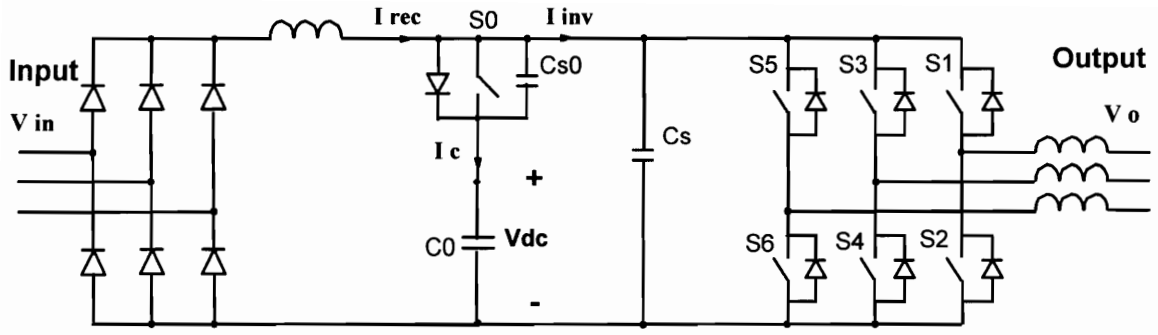 I rec
S0
I inv
Input
Cs0
S5
S3
S1
Output
V in
V o
I c
Cs
+
C0
Vdc
S6
S4
S2
-